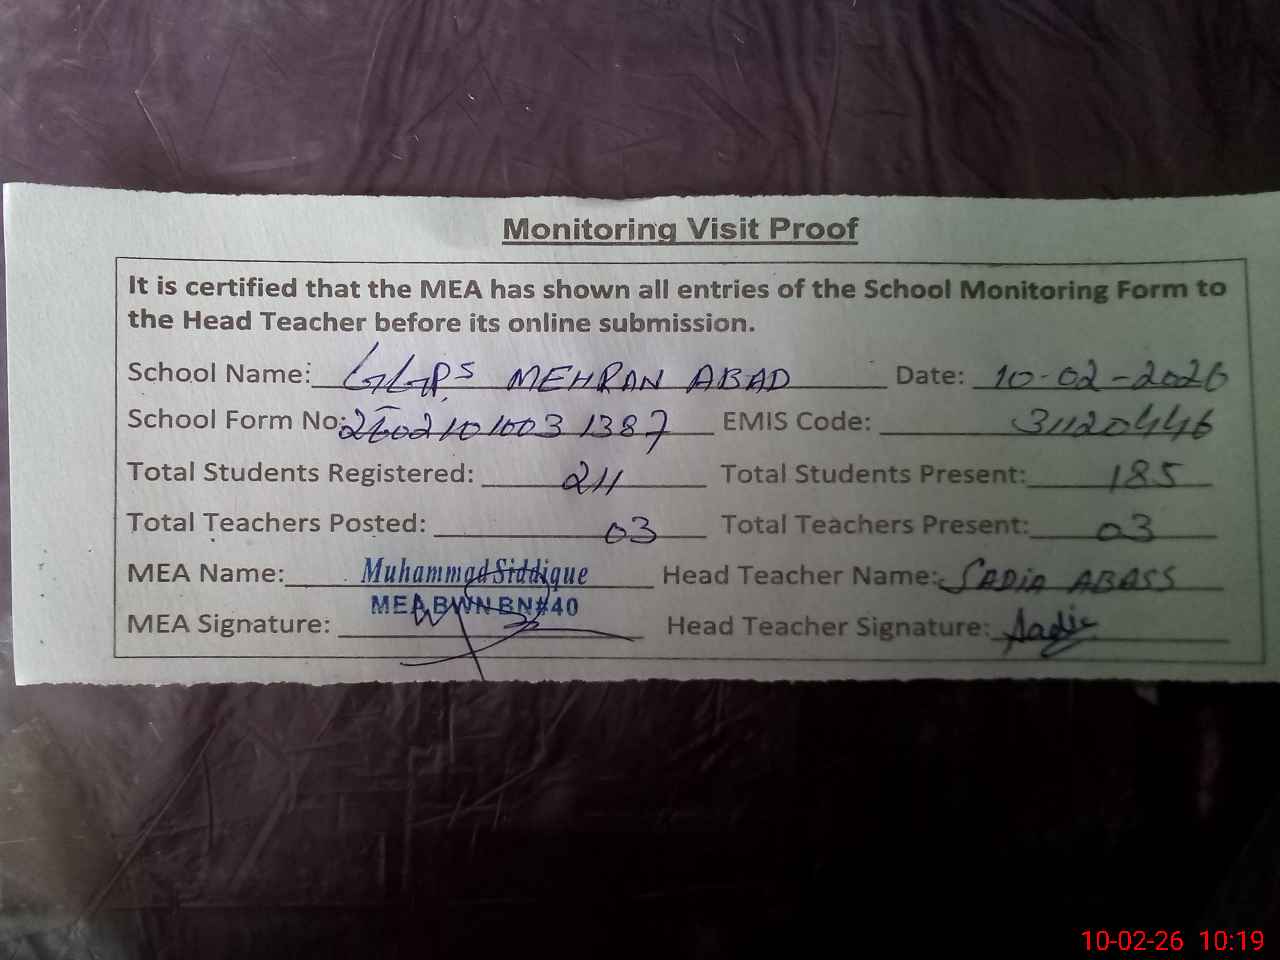 Monitoring Visit Proof
It is certified that the MEA has shown all entries of the School Monitoring Form to
the Head Teacher before its online submission.
School Name: GGPS MEHRAN ABAD Date: 10-02-2026
School Form No: 26021010031387 EMIS Code: 31120446
Total Students Registered: 211 Total Students Present: 185
Total Teachers Posted: 03 Total Teachers Present: 03
MEA Name: Muhammad Siddique Head Teacher Name: SADIA ABASS
MEA BWN BN#40
MEA Signature: Head Teacher Signature: Sadia
10-02-26 10:19